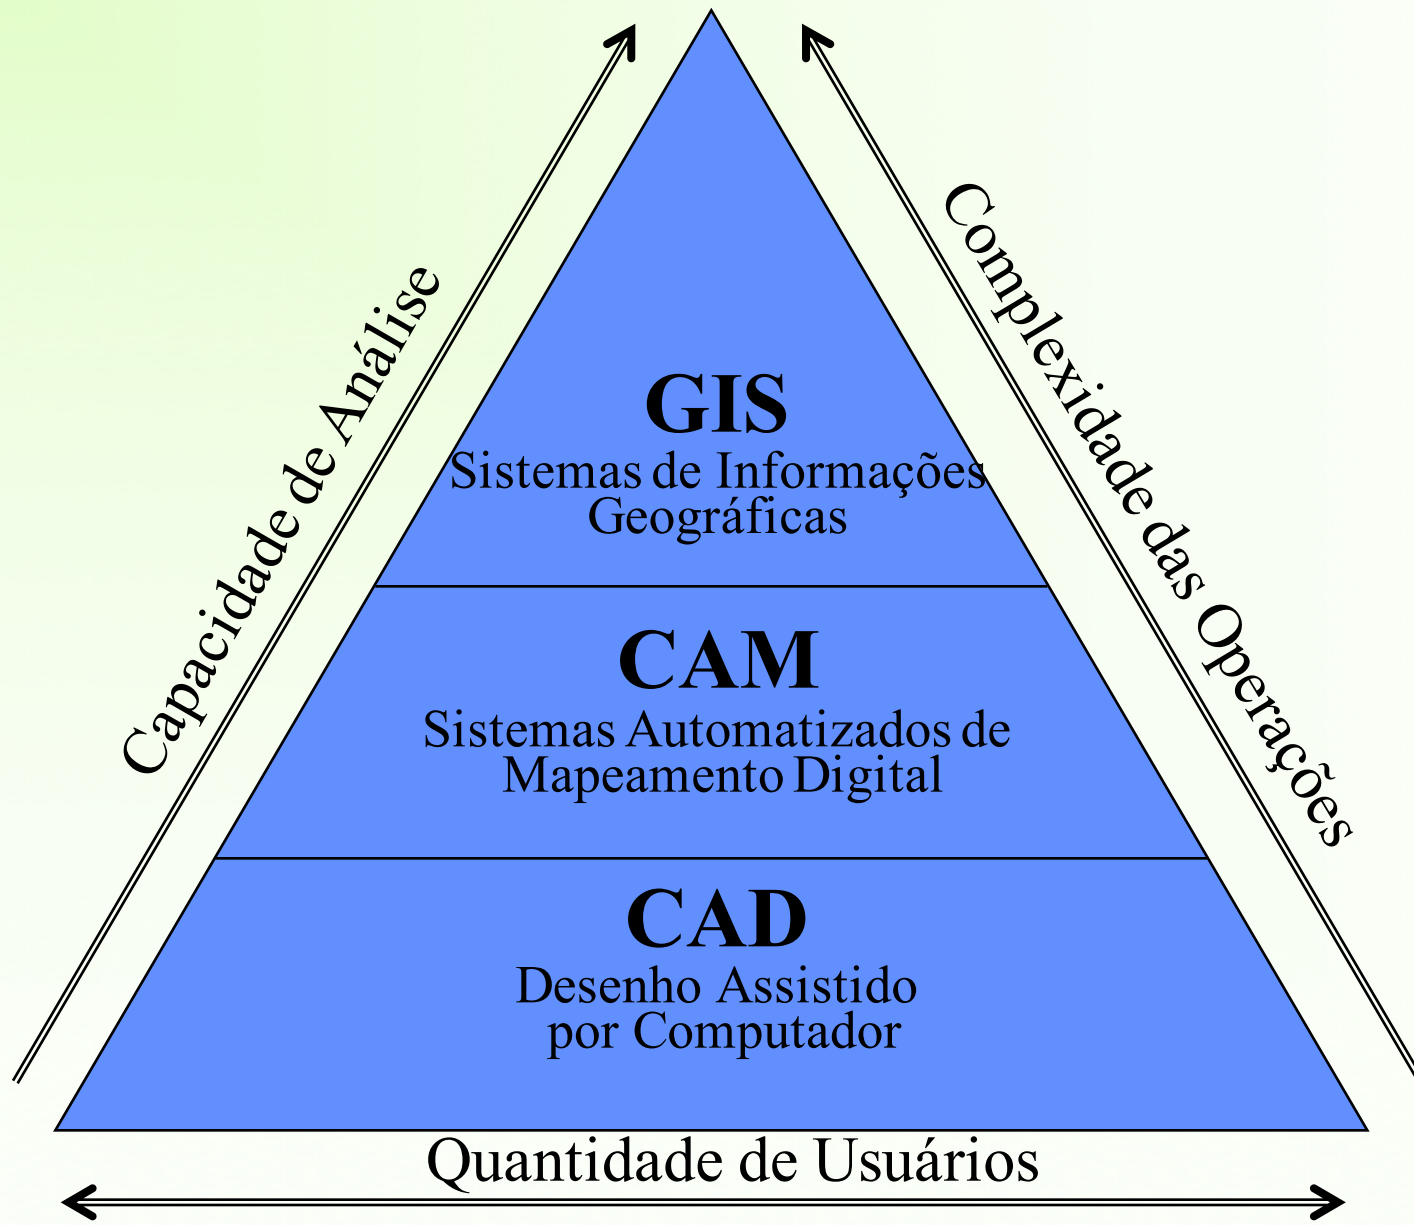 Capacidade de Análise
Complexidade das Operações
GIS
Sistemas de Informações
Geográficas
CAM
Sistemas Automatizados de
Mapeamento Digital
CAD
Desenho Assistido
por Computador
Quantidade de Usuários